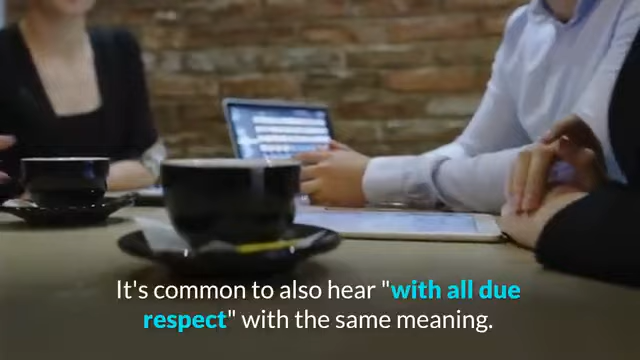 It's common to also hear "with all due
respect" with the same meaning.